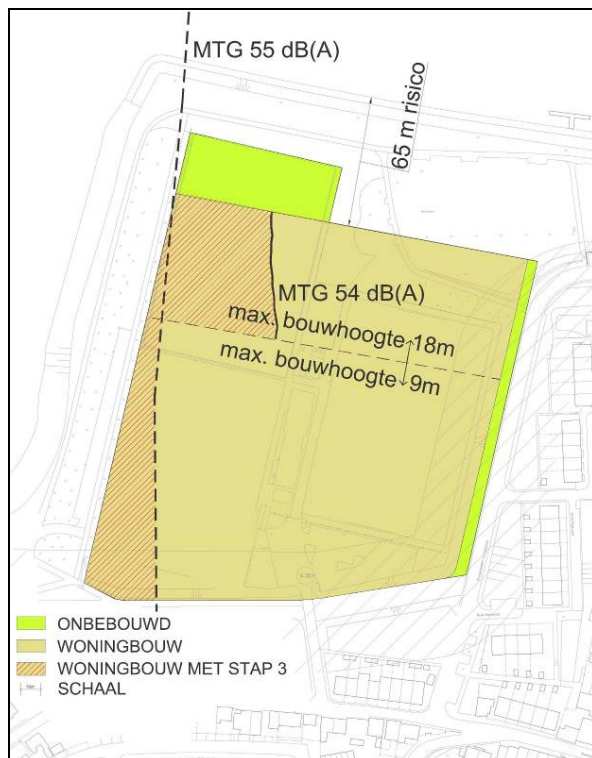 MTG 55 dB(A)
65 m risico
MTG 54 dB(A)
max. bouwhoogte 18m
max. bouwhoogte 9m
ONBEBOUWD
WONINGBOUW
WONINGBOUW MET STAP 3
SCHAAL